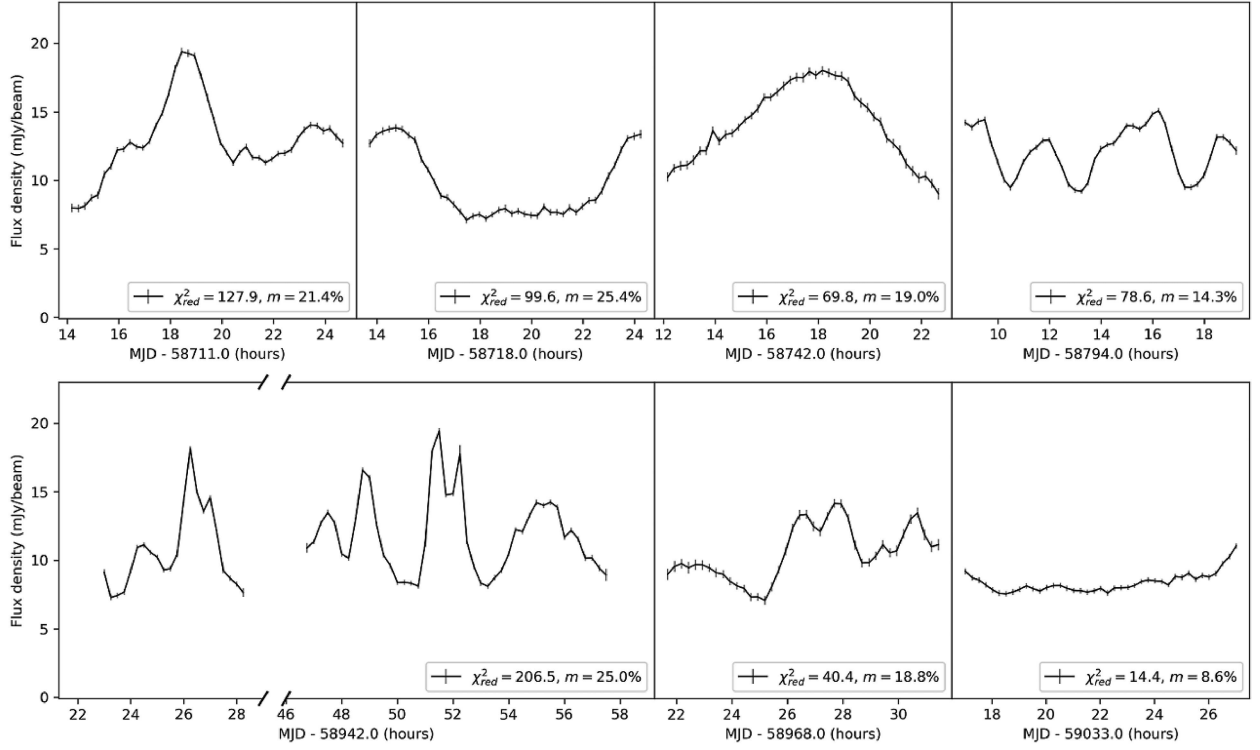 Flux density (mJy/beam)
20
15
10
5
0
χ²red = 127.9, m = 21.4%
χ²red = 99.6, m = 25.4%
χ²red = 69.8, m = 19.0%
χ²red = 78.6, m = 14.3%
14 16 18 20 22 24
14 16 18 20 22 24
12 14 16 18 20 22
10 12 14 16 18
MJD - 58711.0 (hours)
MJD - 58718.0 (hours)
MJD - 58742.0 (hours)
MJD - 58794.0 (hours)
Flux density (mJy/beam)
20
15
10
5
0
χ²red = 206.5, m = 25.0%
χ²red = 40.4, m = 18.8%
χ²red = 14.4, m = 8.6%
22 24 26 28
46 48 50 52 54 56 58
22 24 26 28 30
18 20 22 24 26
MJD - 58942.0 (hours)
MJD - 58968.0 (hours)
MJD - 59033.0 (hours)